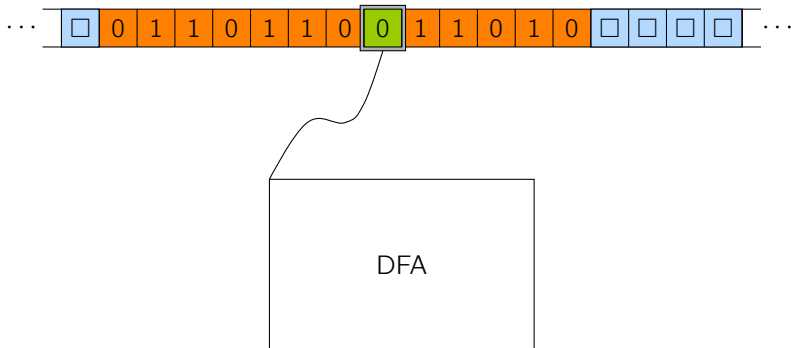 ⋯ □ 0 1 1 0 1 1 0 0 1 1 0 1 0 □ □ □ □ ⋯
DFA